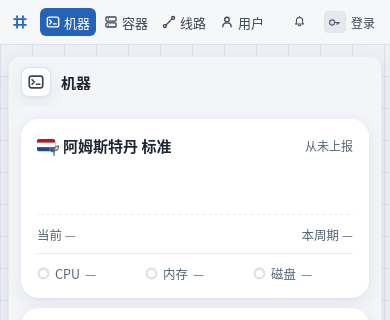 机器 容器 线路 用户 登录
机器
阿姆斯特丹 标准 从未上报
当前 — 本周期 —
CPU — 内存 — 磁盘 —